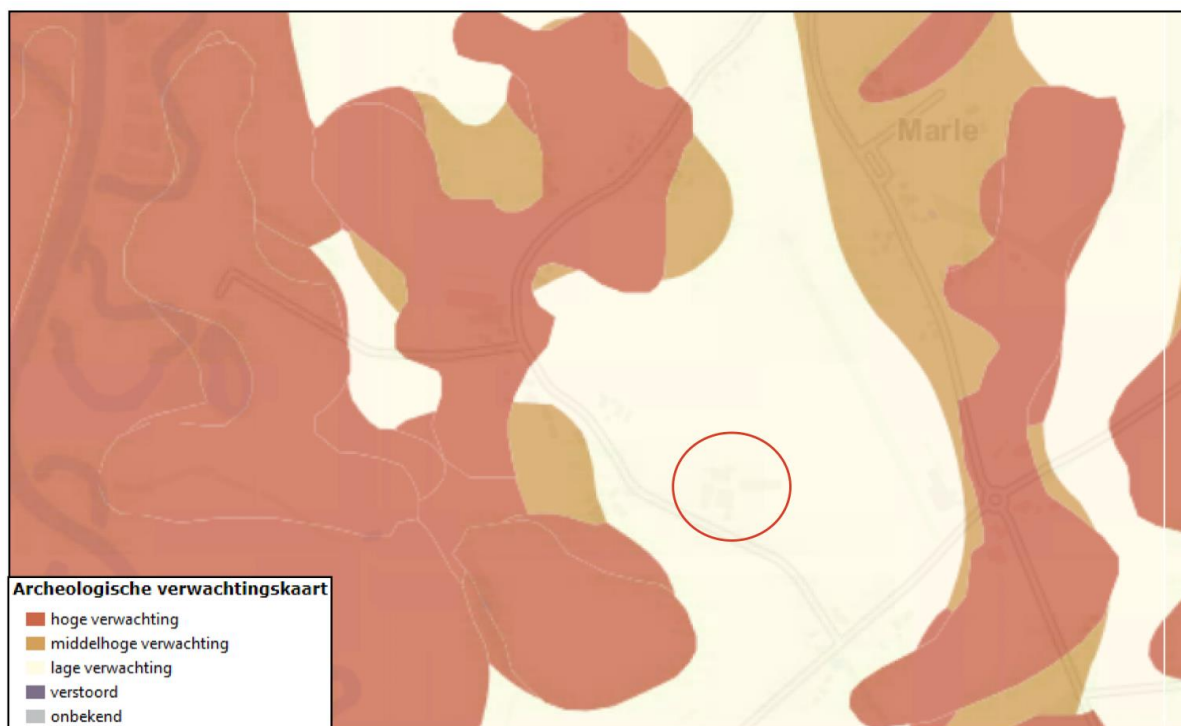 Marle
Archeologische verwachtingskaart
hoge verwachting
middelhoge verwachting
lage verwachting
verstoord
onbekend